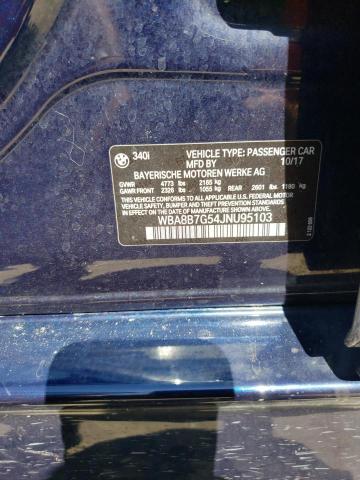 340i VEHICLE TYPE: PASSENGER CAR
MFD BY 10/17
BAYERISCHE MOTOREN WERKE AG
GVWR 4773 lbs 2165 kg
GAWR FRONT 2326 lbs 1055 kg REAR 2601 lbs 1180 kg
THIS VEHICLE CONFORMS TO ALL APPLICABLE FEDERAL MOTOR
VEHICLE SAFETY, BUMPER AND THEFT PREVENTION STANDARDS
IN EFFECT ON THE DATE OF MANUFACTURE SHOWN ABOVE.
WBA8B7G54JNU95103